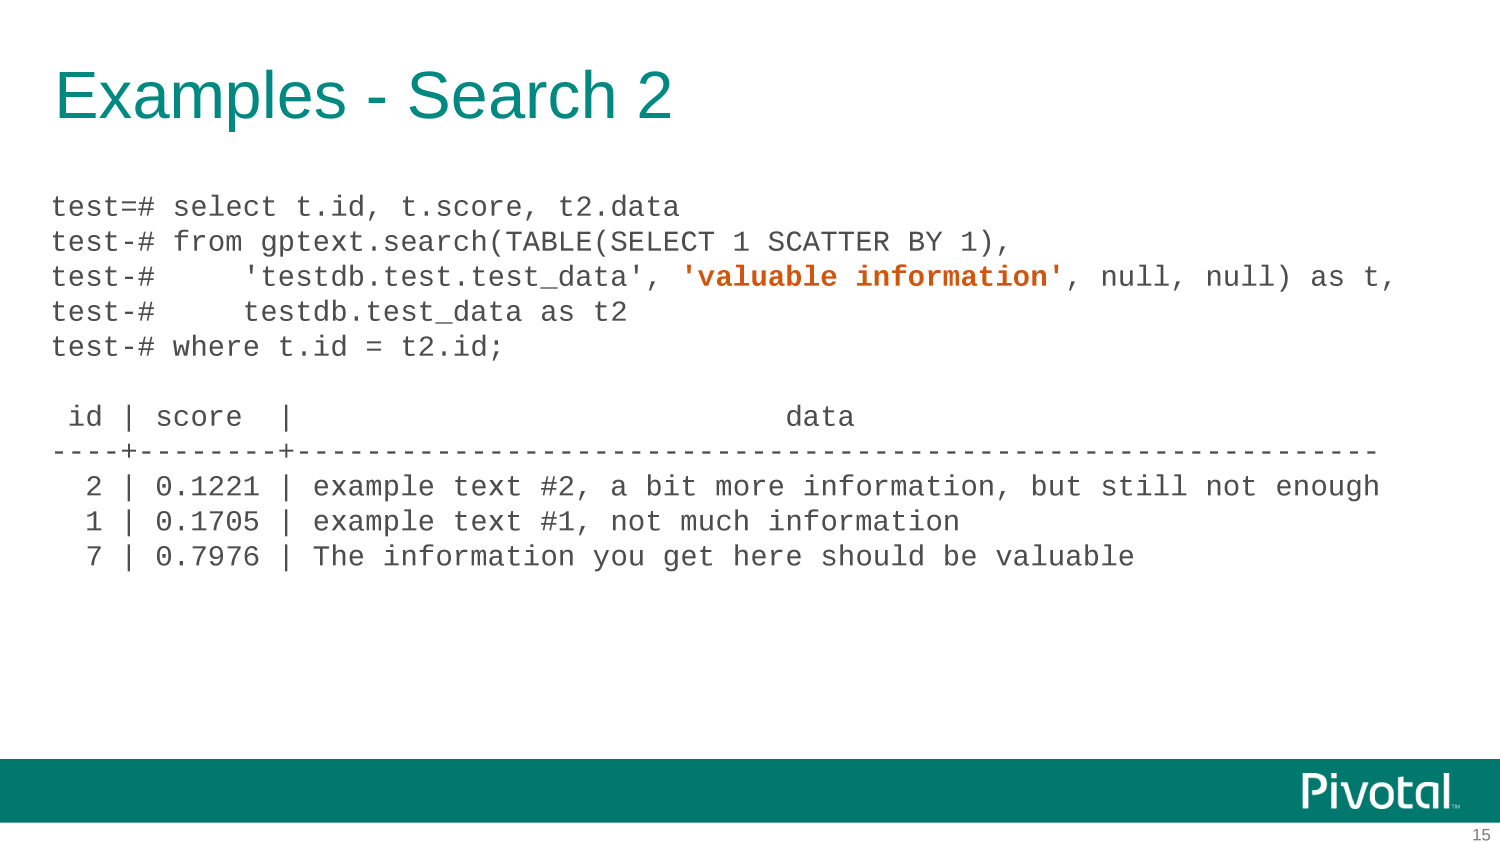 Examples - Search 2
test=# select t.id, t.score, t2.data
test-# from gptext.search(TABLE(SELECT 1 SCATTER BY 1),
test-#     'testdb.test.test_data', 'valuable information', null, null) as t,
test-#     testdb.test_data as t2
test-# where t.id = t2.id;
 id | score  |                            data
----+--------+--------------------------------------------------------------
  2 | 0.1221 | example text #2, a bit more information, but still not enough
  1 | 0.1705 | example text #1, not much information
  7 | 0.7976 | The information you get here should be valuable
Pivotal™
15